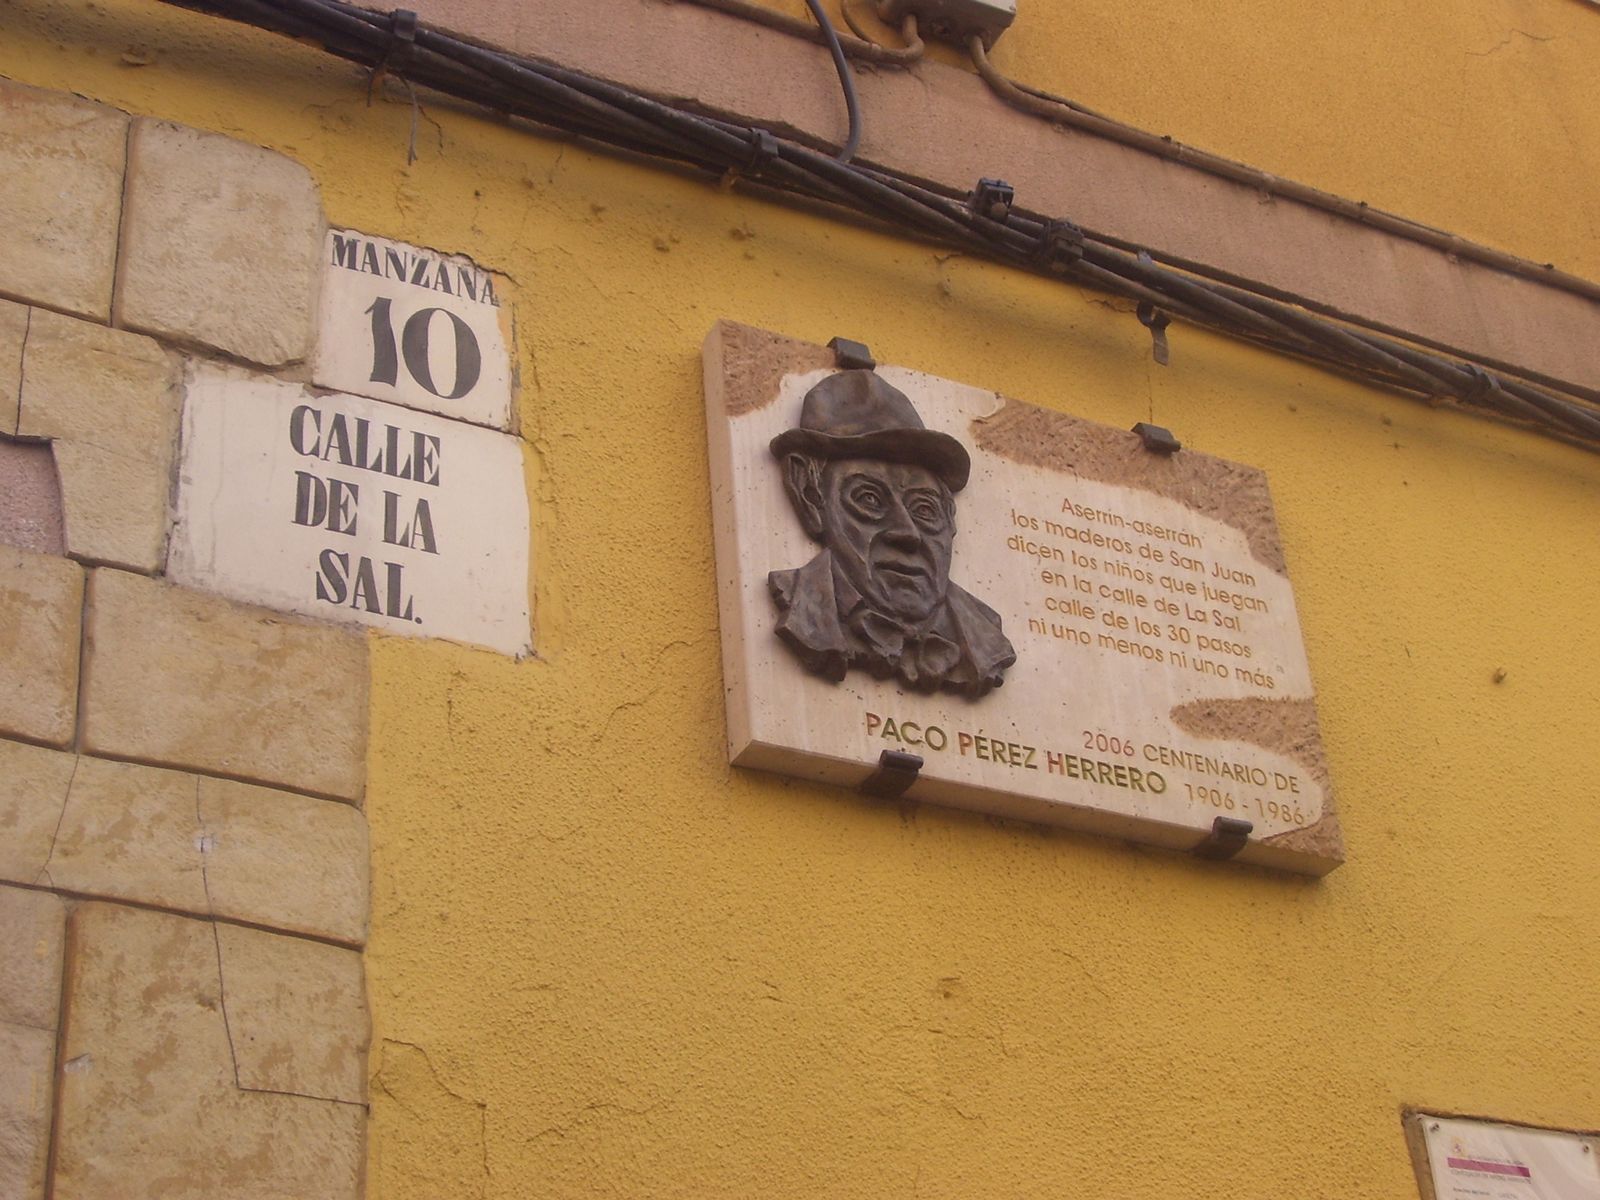 MANZANA
10
CALLE
DE LA
SAL.
Aserrín-aserrán
los maderos de San Juan
dicen los niños que juegan
en la calle de La Sal,
calle de los 30 pasos
ni uno menos ni uno más
2006 CENTENARIO DE
PACO PÉREZ HERRERO
1906 - 1986